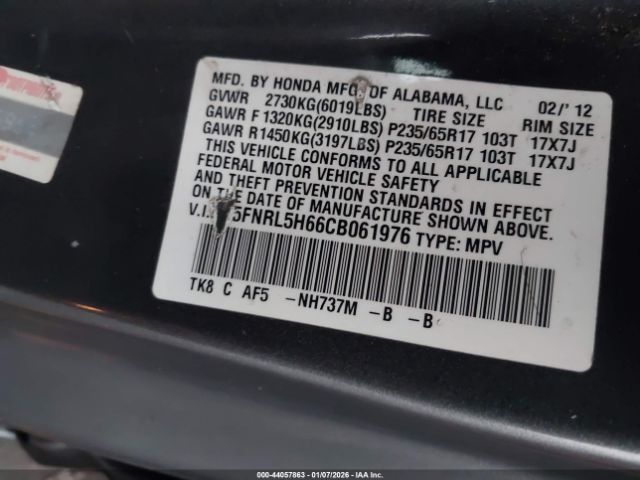 MFD. BY HONDA MFG OF ALABAMA, LLC 02/' 12
GVWR 2730KG(6019LBS) TIRE SIZE RIM SIZE
GAWR F 1320KG(2910LBS) P235/65R17 103T 17X7J
GAWR R1450KG(3197LBS) P235/65R17 103T 17X7J
THIS VEHICLE CONFORMS TO ALL APPLICABLE
FEDERAL MOTOR VEHICLE SAFETY
AND THEFT PREVENTION STANDARDS IN EFFECT
ON THE DATE OF MANUFACTURE SHOWN ABOVE.
V.I. 5FNRL5H66CB061976 TYPE: MPV
TK8 C AF5 -NH737M -B -B
000-44057863 - 01/07/2026 - IAAI.COM